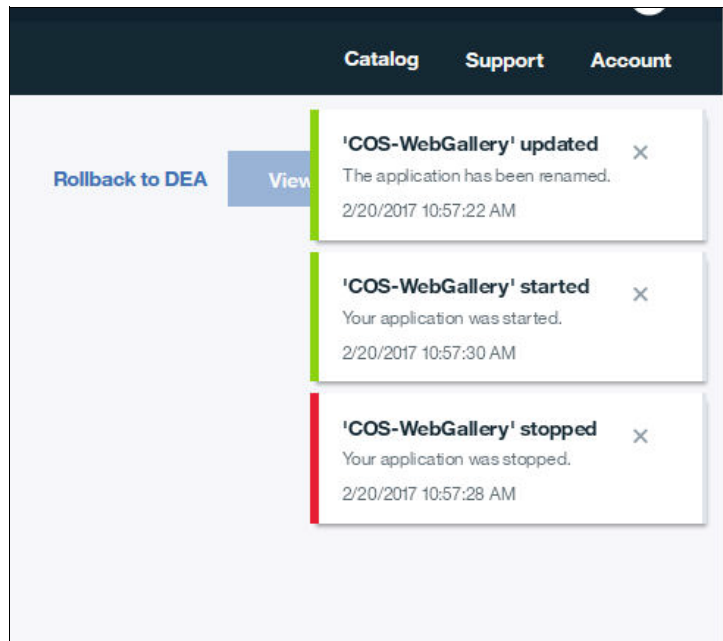 Catalog Support Account
Rollback to DEA
View
'COS-WebGallery' updated
The application has been renamed.
2/20/2017 10:57:22 AM
'COS-WebGallery' started
Your application was started.
2/20/2017 10:57:30 AM
'COS-WebGallery' stopped
Your application was stopped.
2/20/2017 10:57:28 AM